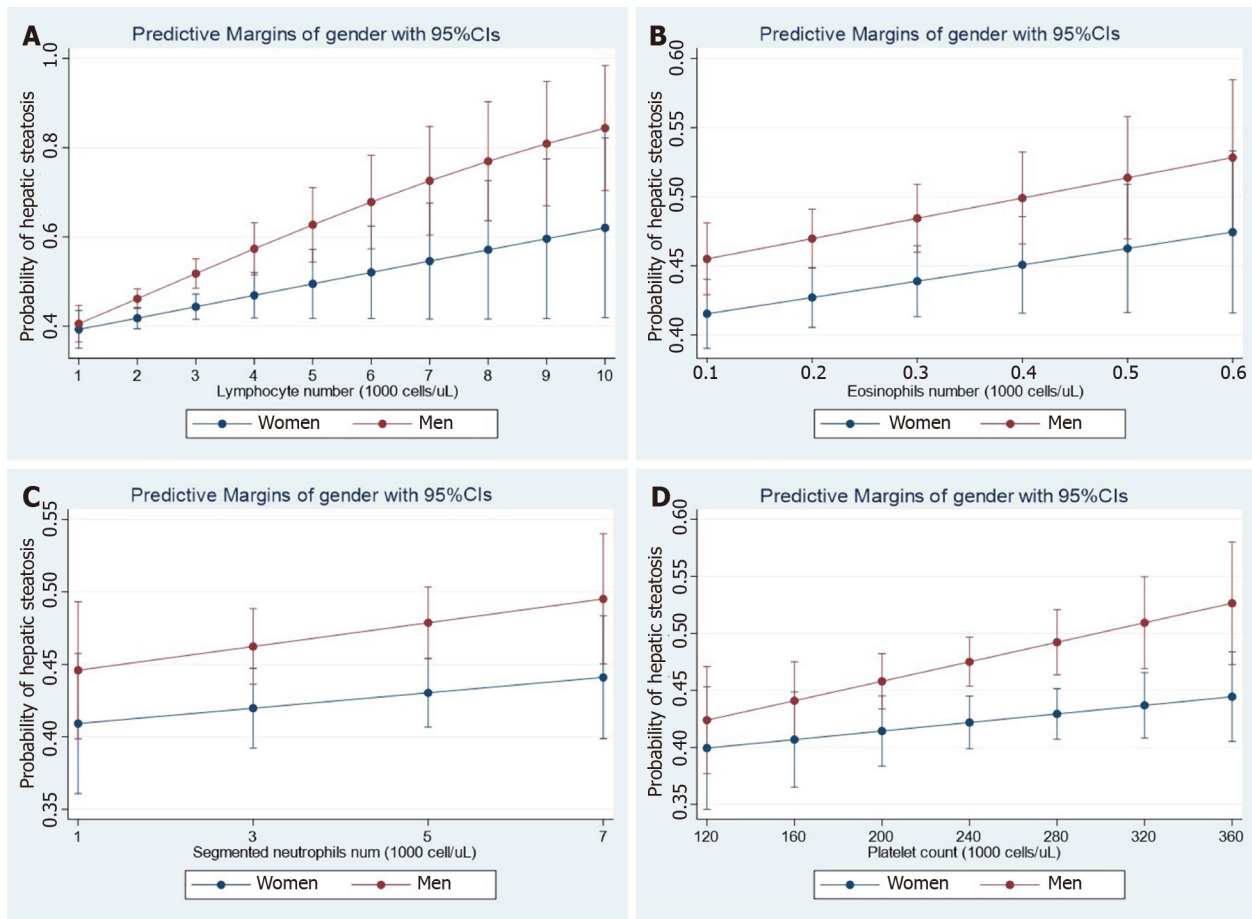 A
Predictive Margins of gender with 95%CIs
Probability of hepatic steatosis
1.0
0.8
0.6
0.4
1 2 3 4 5 6 7 8 9 10
Lymphocyte number (1000 cells/uL)
Women Men
B
Predictive Margins of gender with 95%CIs
Probability of hepatic steatosis
0.60
0.55
0.50
0.45
0.40
0.1 0.2 0.3 0.4 0.5 0.6
Eosinophils number (1000 cells/uL)
Women Men
C
Predictive Margins of gender with 95%CIs
Probability of hepatic steatosis
0.55
0.50
0.45
0.40
0.35
1 3 5 7
Segmented neutrophils num (1000 cell/uL)
Women Men
D
Predictive Margins of gender with 95%CIs
Probability of hepatic steatosis
0.60
0.55
0.50
0.45
0.40
0.35
120 160 200 240 280 320 360
Platelet count (1000 cells/uL)
Women Men